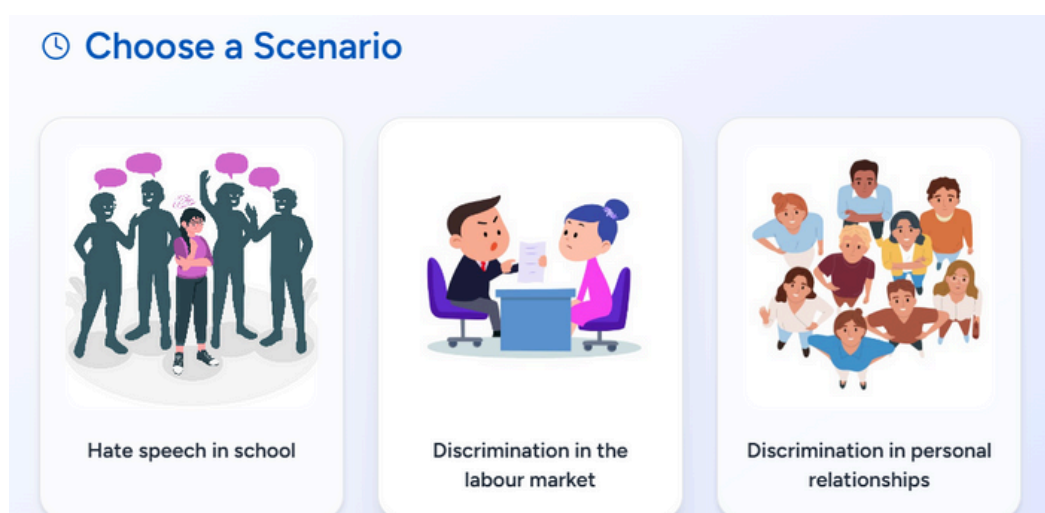 Choose a Scenario
Hate speech in school
Discrimination in the
labour market
Discrimination in personal
relationships